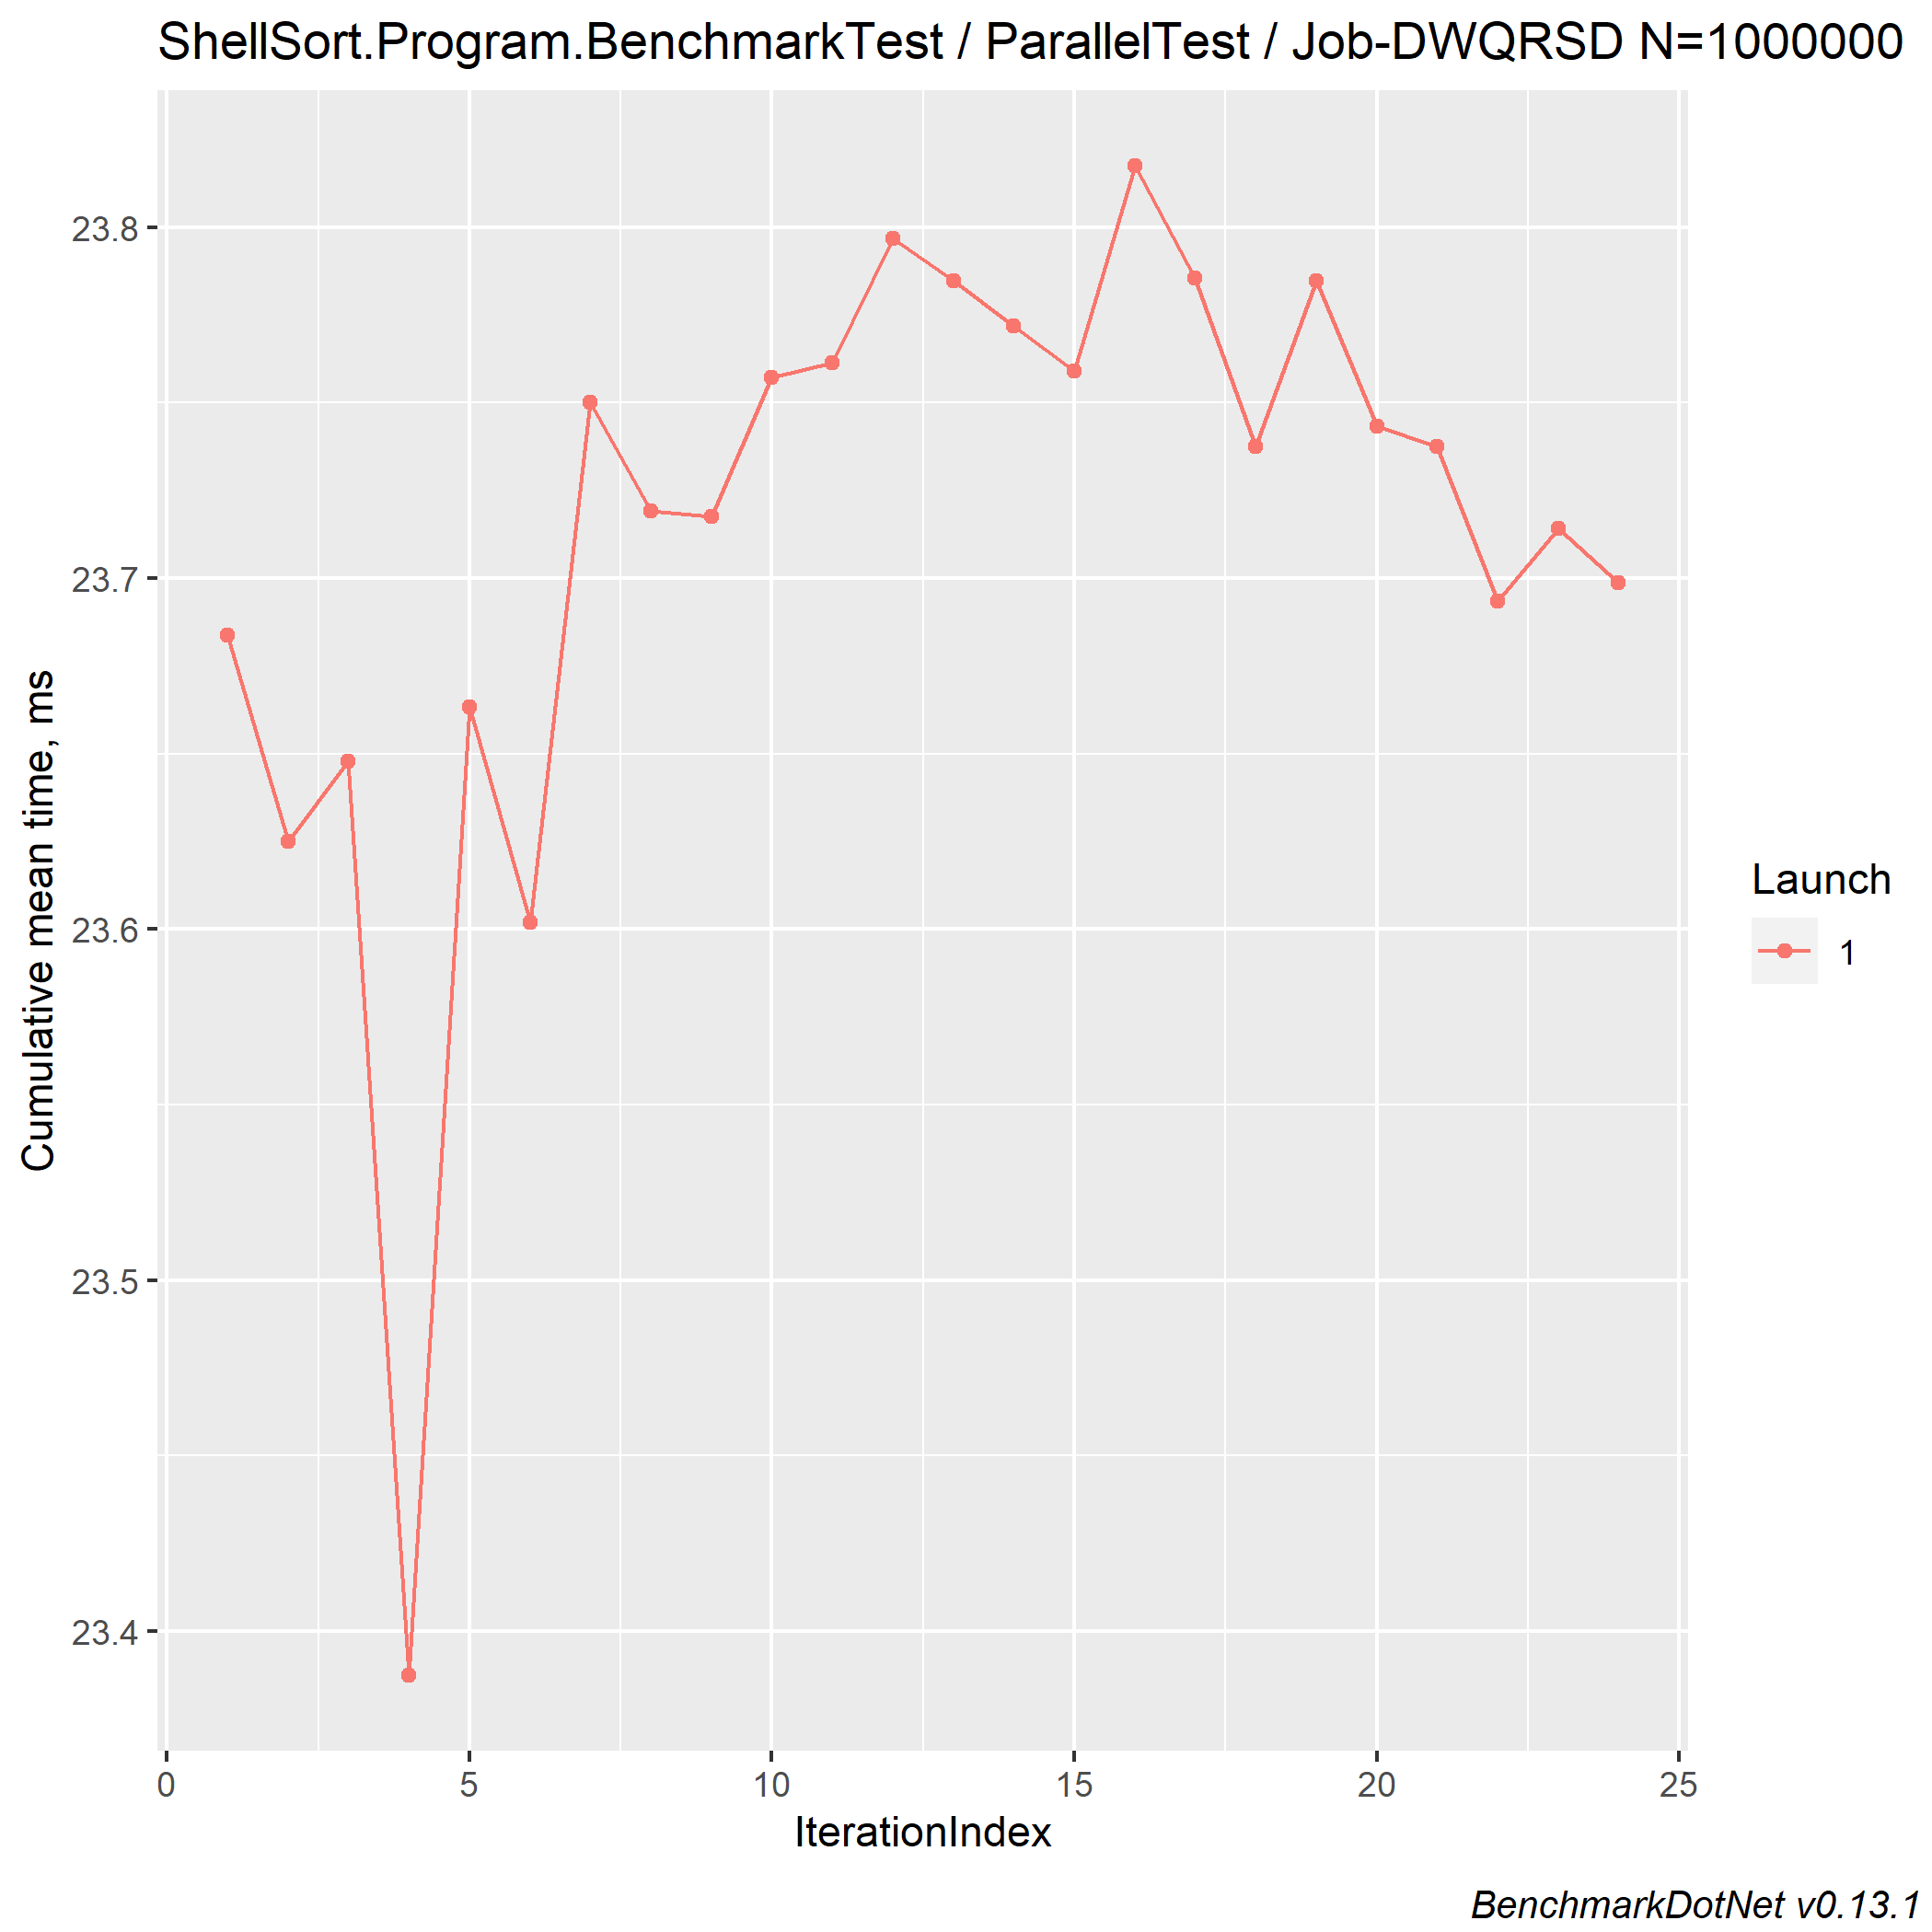 ShellSort.Program.BenchmarkTest / ParallelTest / Job-DWQRSD N=1000000
Cumulative mean time, ms
23.8
23.7
23.6
23.5
23.4
0 5 10 15 20 25
IterationIndex
Launch
1
BenchmarkDotNet v0.13.1